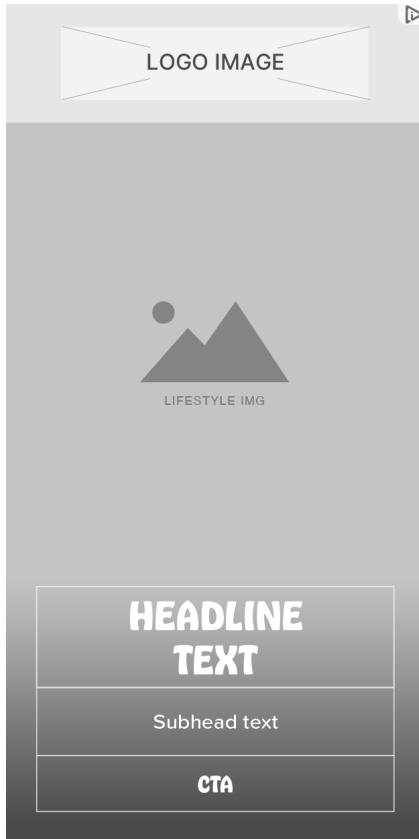 LOGO IMAGE
LIFESTYLE IMG
HEADLINE
TEXT
Subhead text
CTA